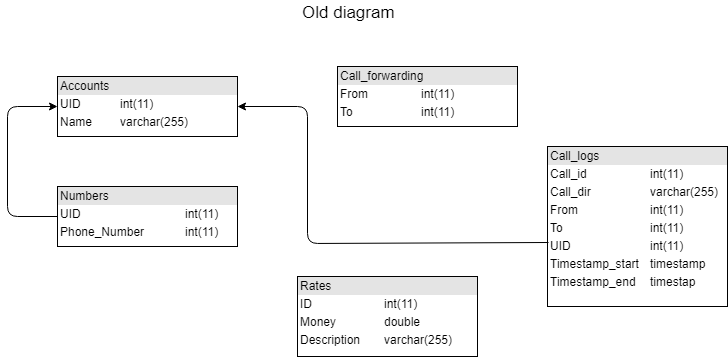 Old diagram
Accounts
UID int(11)
Name varchar(255)
Call_forwarding
From int(11)
To int(11)
Numbers
UID int(11)
Phone_Number int(11)
Call_logs
Call_id int(11)
Call_dir varchar(255)
From int(11)
To int(11)
UID int(11)
Timestamp_start timestamp
Timestamp_end timestap
Rates
ID int(11)
Money double
Description varchar(255)